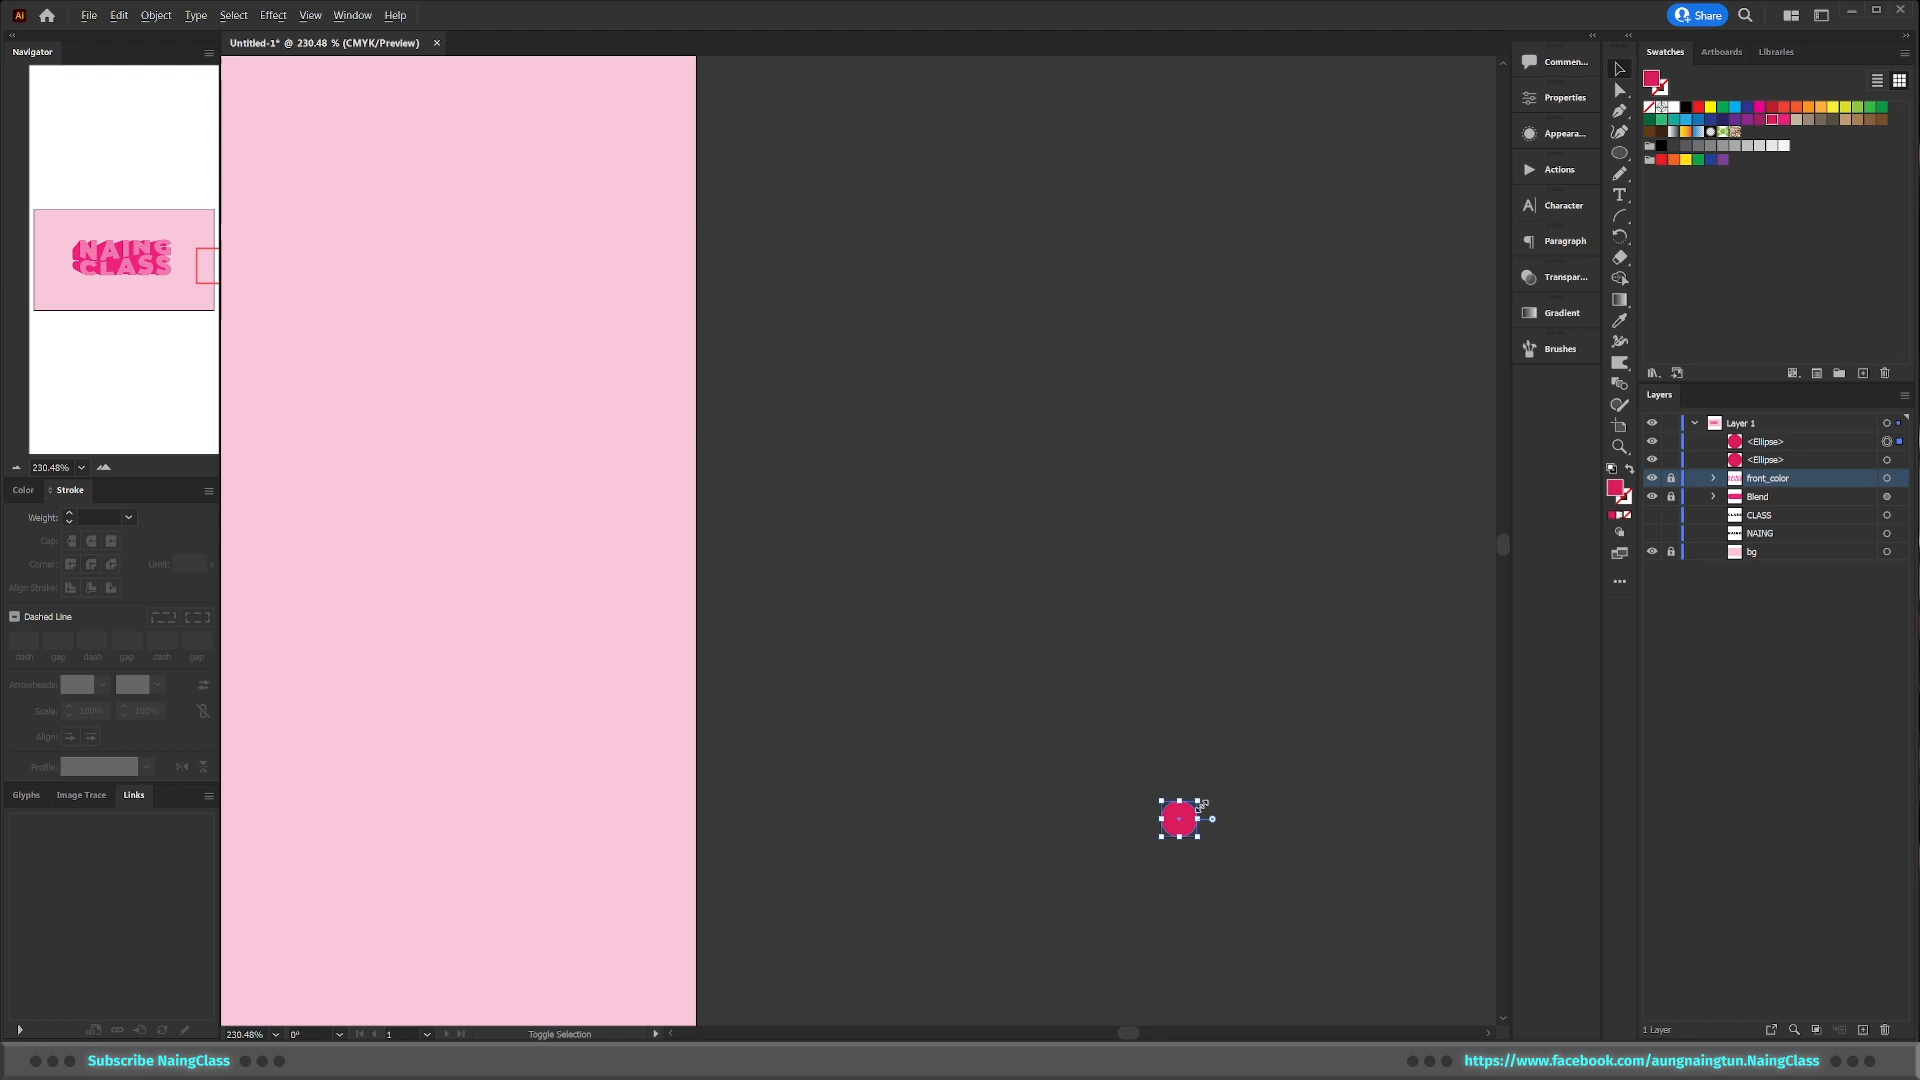 Ai
File Edit Object Type Select Effect View Window Help
Share
Navigator
Untitled-1* @ 230.48 % (CMYK/Preview)
NAING
CLASS
230.48%
Color Stroke
Weight:
Cap:
Corner: Limit: x
Align Stroke:
Dashed Line
dash gap dash gap dash gap
Arrowheads:
Scale: 100% 100%
Align:
Profile:
Glyphs Image Trace Links
230.48% 0° 1 Toggle Selection
Commen...
Properties
Appeara...
Actions
Character
Paragraph
Transpar...
Gradient
Brushes
Swatches Artboards Libraries
Layers
Layer 1
<Ellipse>
<Ellipse>
front_color
Blend
CLASS
NAING
bg
1 Layer
Subscribe NaingClass
https://www.facebook.com/aungnaingtun.NaingClass